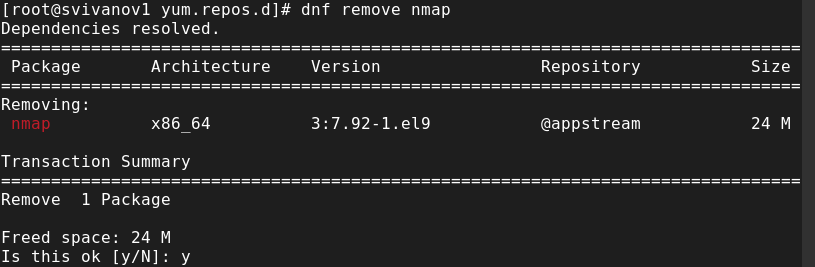 [root@svivanov1 yum.repos.d]# dnf remove nmap
Dependencies resolved.
================================================================================
 Package       Architecture    Version                Repository           Size
================================================================================
Removing:
 nmap          x86_64          3:7.92-1.el9           @appstream           24 M

Transaction Summary
================================================================================
Remove  1 Package

Freed space: 24 M
Is this ok [y/N]: y